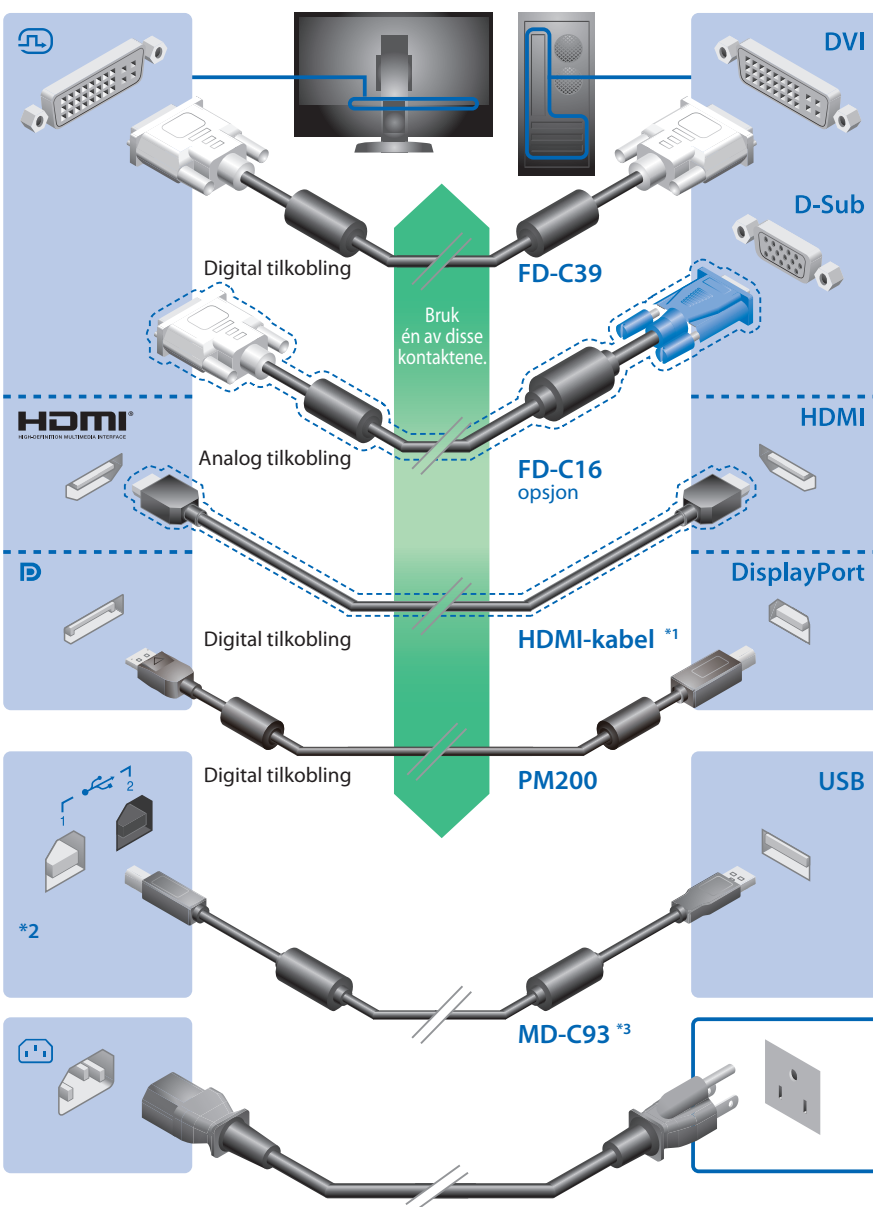 DVI
D-Sub
Digital tilkobling
FD-C39
Bruk
én av disse
kontaktene.
HDMI®
HIGH-DEFINITION MULTIMEDIA INTERFACE
HDMI
Analog tilkobling
FD-C16
opsjon
DisplayPort
Digital tilkobling
HDMI-kabel *1
Digital tilkobling
PM200
USB
1
2
*2
MD-C93 *3